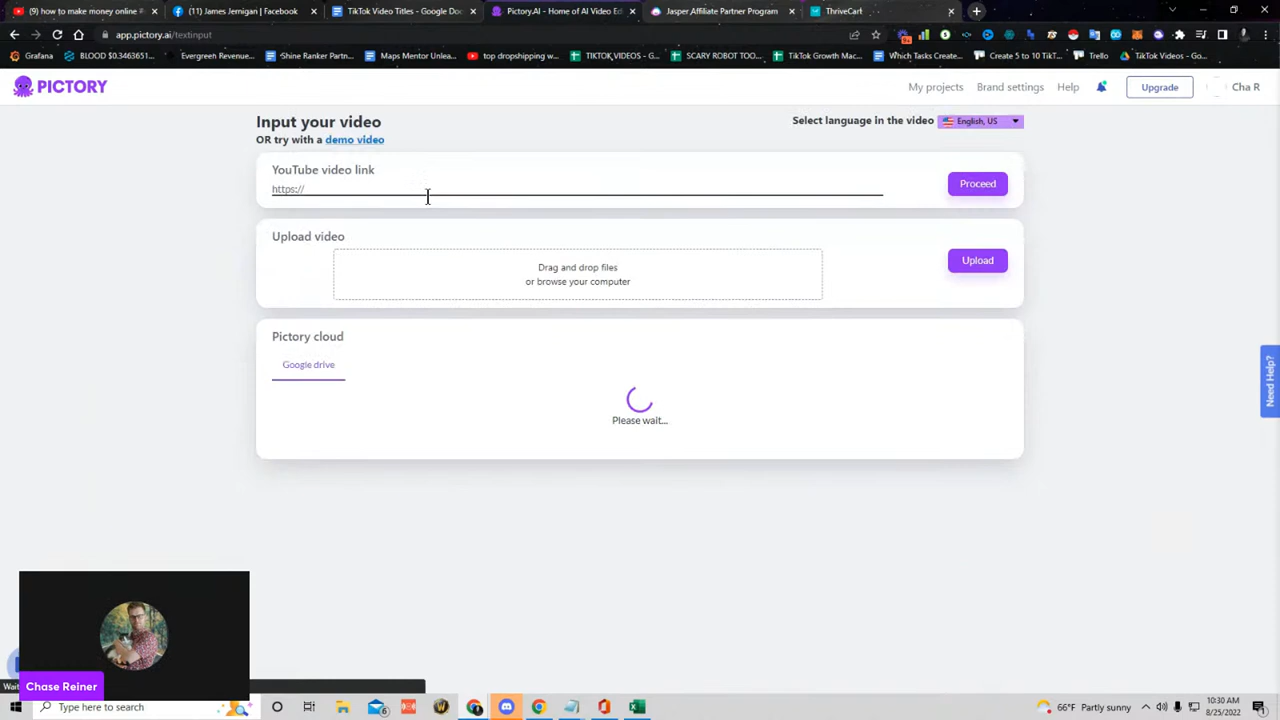 (9) how to make money online wi
(1) James Jernigan | Facebook
TikTok Video Titles - Google Do
Pictory.AI - Home of AI Video Ed
Jasper Affiliate Partner Program
ThriveCart
app.pictory.ai/textinput
Grafana
BLOOD $0.3463651...
Evergreen Revenue...
Shine Ranker Partn...
Maps Mentor Unlea...
top dropshipping w...
TIKTOK VIDEOS - G...
SCARY ROBOT TOO...
TikTok Growth Mac...
Which Tasks Create...
Create 5 to 10 TikT...
Trello
TikTok Videos - Go...
PICTORY
My projects
Brand settings
Help
Upgrade
Cha R
Input your video
OR try with a demo video
Select language in the video
English, US
YouTube video link
https://
Proceed
Upload video
Drag and drop files
or browse your computer
Upload
Pictory cloud
Google drive
Please wait...
Need Help?
Chase Reiner
Type here to search
6
66°F Partly sunny
10:30 AM
8/25/2022